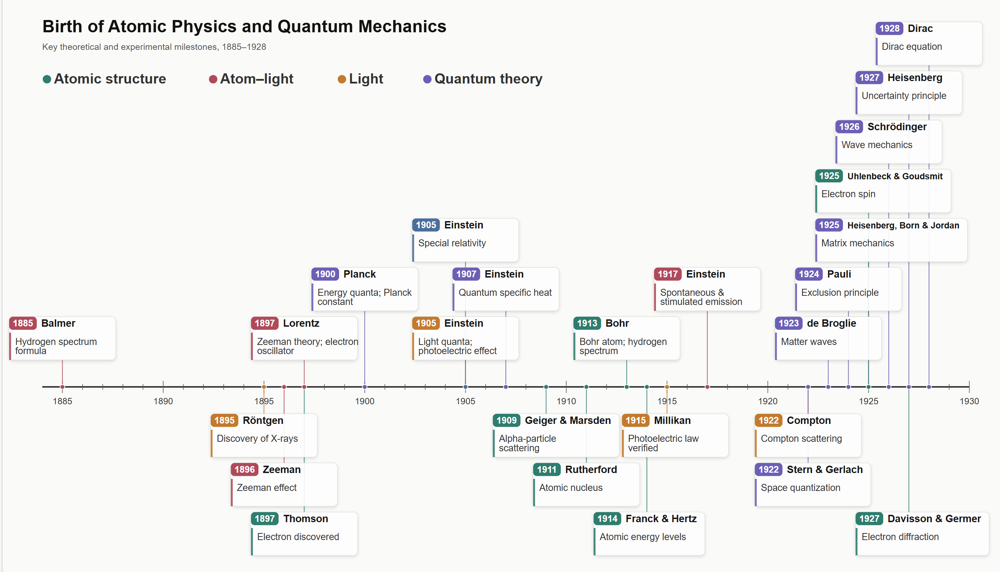 Birth of Atomic Physics and Quantum Mechanics
Key theoretical and experimental milestones, 1885–1928
Atomic structure
Atom–light
Light
Quantum theory
1928 Dirac
Dirac equation
1927 Heisenberg
Uncertainty principle
1926 Schrödinger
Wave mechanics
1925 Uhlenbeck & Goudsmit
Electron spin
1905 Einstein
Special relativity
1925 Heisenberg, Born & Jordan
Matrix mechanics
1900 Planck
Energy quanta; Planck
constant
1907 Einstein
Quantum specific heat
1917 Einstein
Spontaneous &
stimulated emission
1924 Pauli
Exclusion principle
1885 Balmer
Hydrogen spectrum
formula
1897 Lorentz
Zeeman theory; electron
oscillator
1905 Einstein
Light quanta;
photoelectric effect
1913 Bohr
Bohr atom; hydrogen
spectrum
1923 de Broglie
Matter waves
1885
1890
1895
1900
1905
1910
1915
1920
1925
1930
1895 Röntgen
Discovery of X-rays
1909 Geiger & Marsden
Alpha-particle
scattering
1915 Millikan
Photoelectric law
verified
1922 Compton
Compton scattering
1896 Zeeman
Zeeman effect
1911 Rutherford
Atomic nucleus
1922 Stern & Gerlach
Space quantization
1897 Thomson
Electron discovered
1914 Franck & Hertz
Atomic energy levels
1927 Davisson & Germer
Electron diffraction